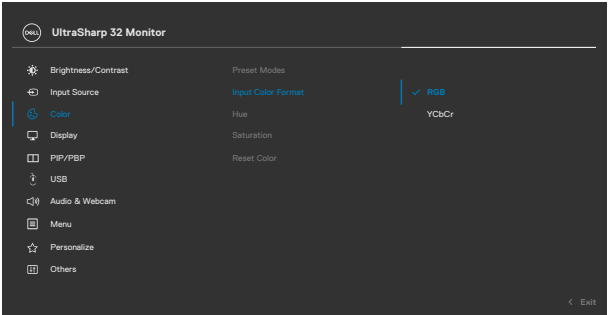 DELL UltraSharp 32 Monitor
Brightness/Contrast
Input Source
Color
Display
PIP/PBP
USB
Audio & Webcam
Menu
Personalize
Others
Preset Modes
Input Color Format
Hue
Saturation
Reset Color
RGB
YCbCr
Exit